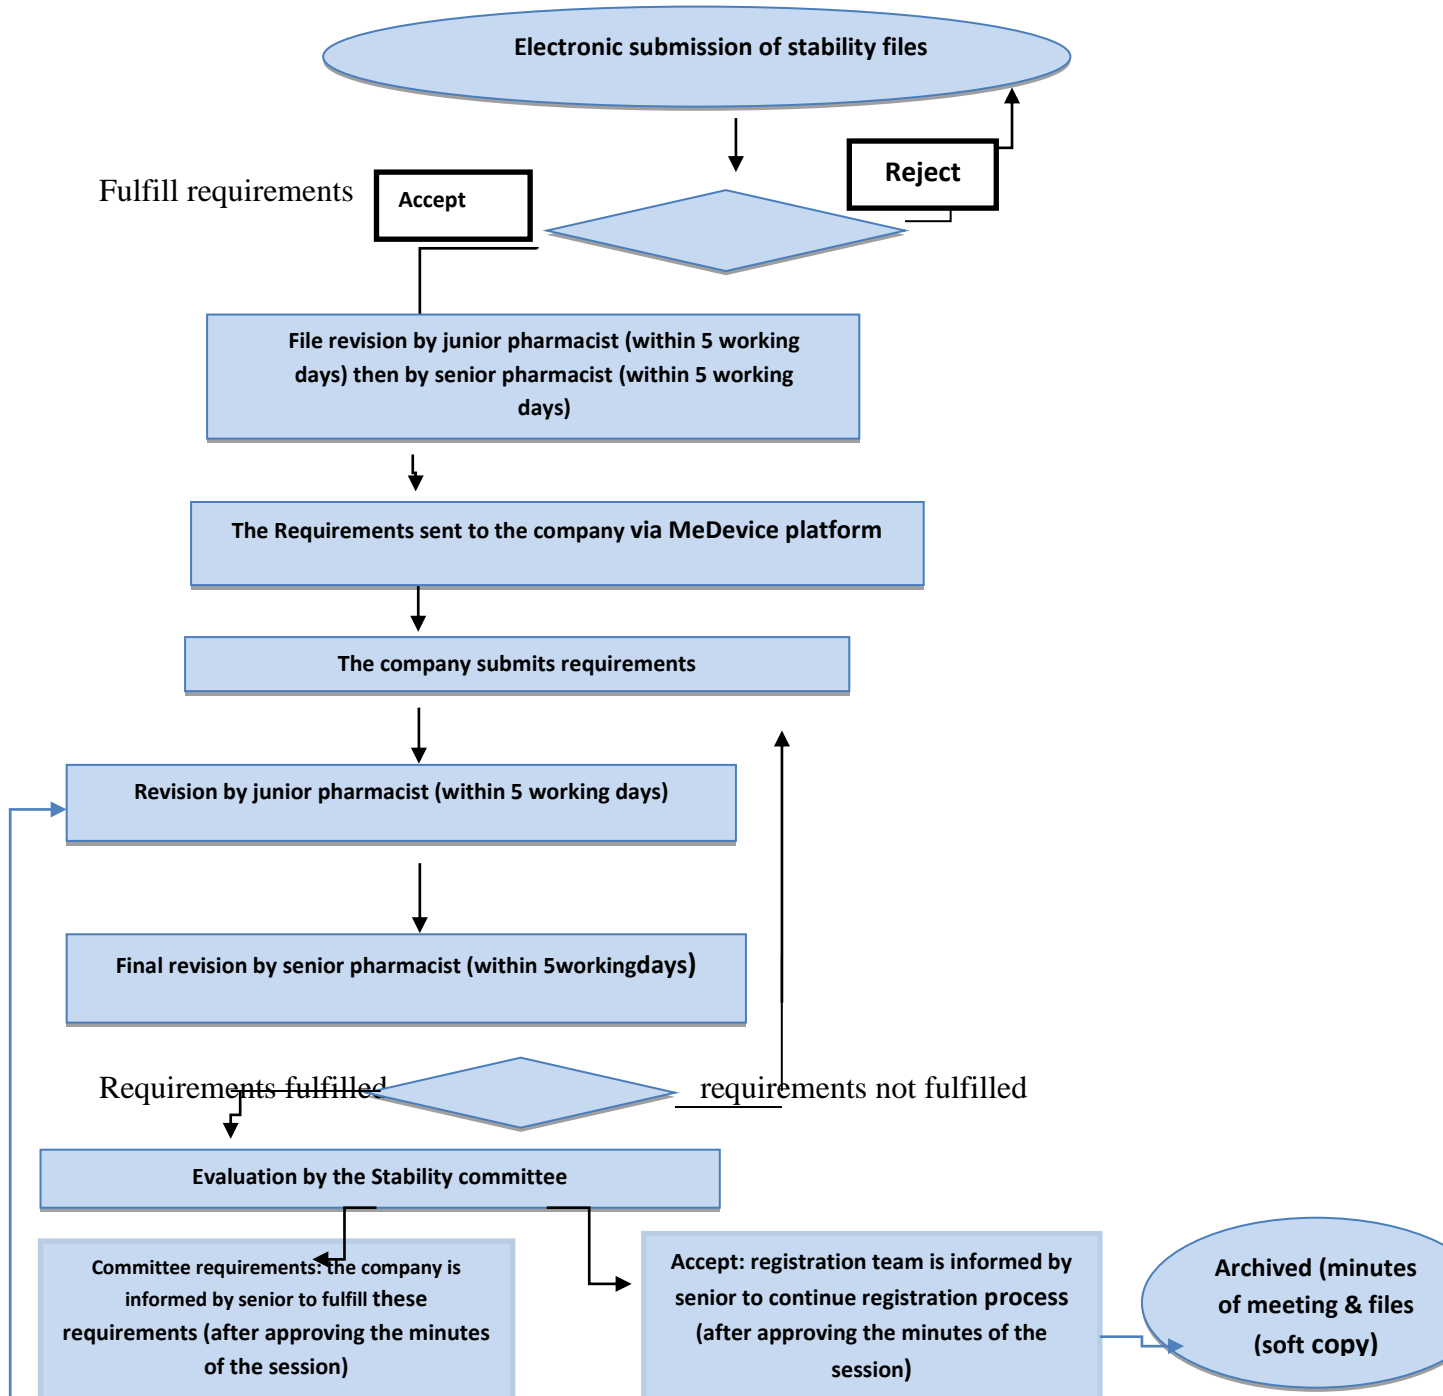 Electronic submission of stability files
Reject
Fulfill requirements
Accept
File revision by junior pharmacist (within 5 working
days) then by senior pharmacist (within 5 working
days)
The Requirements sent to the company via MeDevice platform
The company submits requirements
Revision by junior pharmacist (within 5 working days)
Final revision by senior pharmacist (within 5workingdays)
Requirements fulfilled
requirements not fulfilled
Evaluation by the Stability committee
Committee requirements: the company is
informed by senior to fulfill these
requirements (after approving the minutes
of the session)
Accept: registration team is informed by
senior to continue registration process
(after approving the minutes of the
session)
Archived (minutes
of meeting & files
(soft copy)